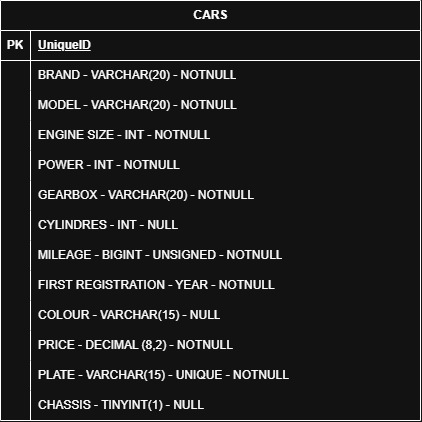 CARS
PK UniqueID
BRAND - VARCHAR(20) - NOTNULL
MODEL - VARCHAR(20) - NOTNULL
ENGINE SIZE - INT - NOTNULL
POWER - INT - NOTNULL
GEARBOX - VARCHAR(20) - NOTNULL
CYLINDRES - INT - NULL
MILEAGE - BIGINT - UNSIGNED - NOTNULL
FIRST REGISTRATION - YEAR - NOTNULL
COLOUR - VARCHAR(15) - NULL
PRICE - DECIMAL (8,2) - NOTNULL
PLATE - VARCHAR(15) - UNIQUE - NOTNULL
CHASSIS - TINYINT(1) - NULL